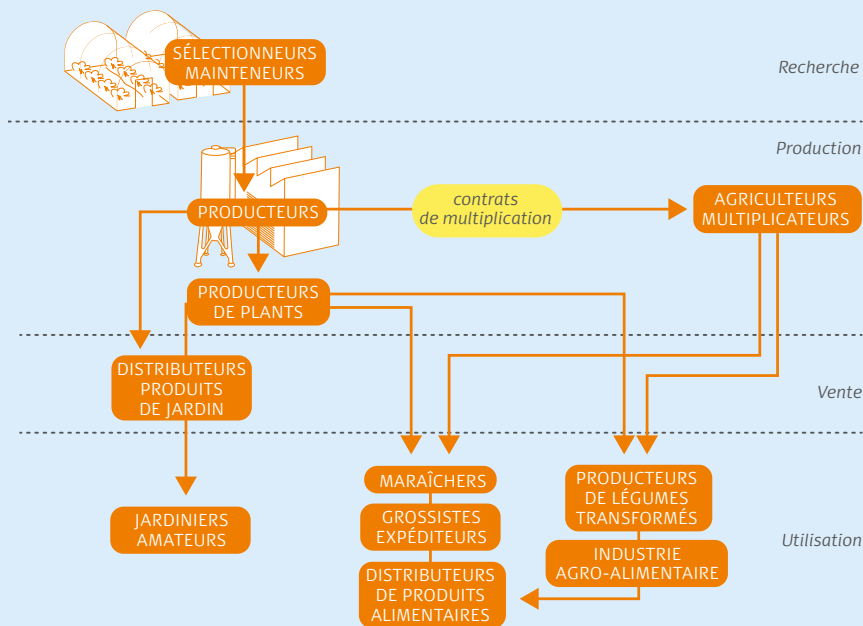 SÉLECTIONNEURS
MAINTENEURS
Recherche
Production
PRODUCTEURS
contrats
de multiplication
AGRICULTEURS
MULTIPLICATEURS
PRODUCTEURS
DE PLANTS
DISTRIBUTEURS
PRODUITS
DE JARDIN
Vente
MARAÎCHERS
PRODUCTEURS
DE LÉGUMES
TRANSFORMÉS
JARDINIERS
AMATEURS
GROSSISTES
EXPÉDITEURS
Utilisation
INDUSTRIE
AGRO-ALIMENTAIRE
DISTRIBUTEURS
DE PRODUITS
ALIMENTAIRES